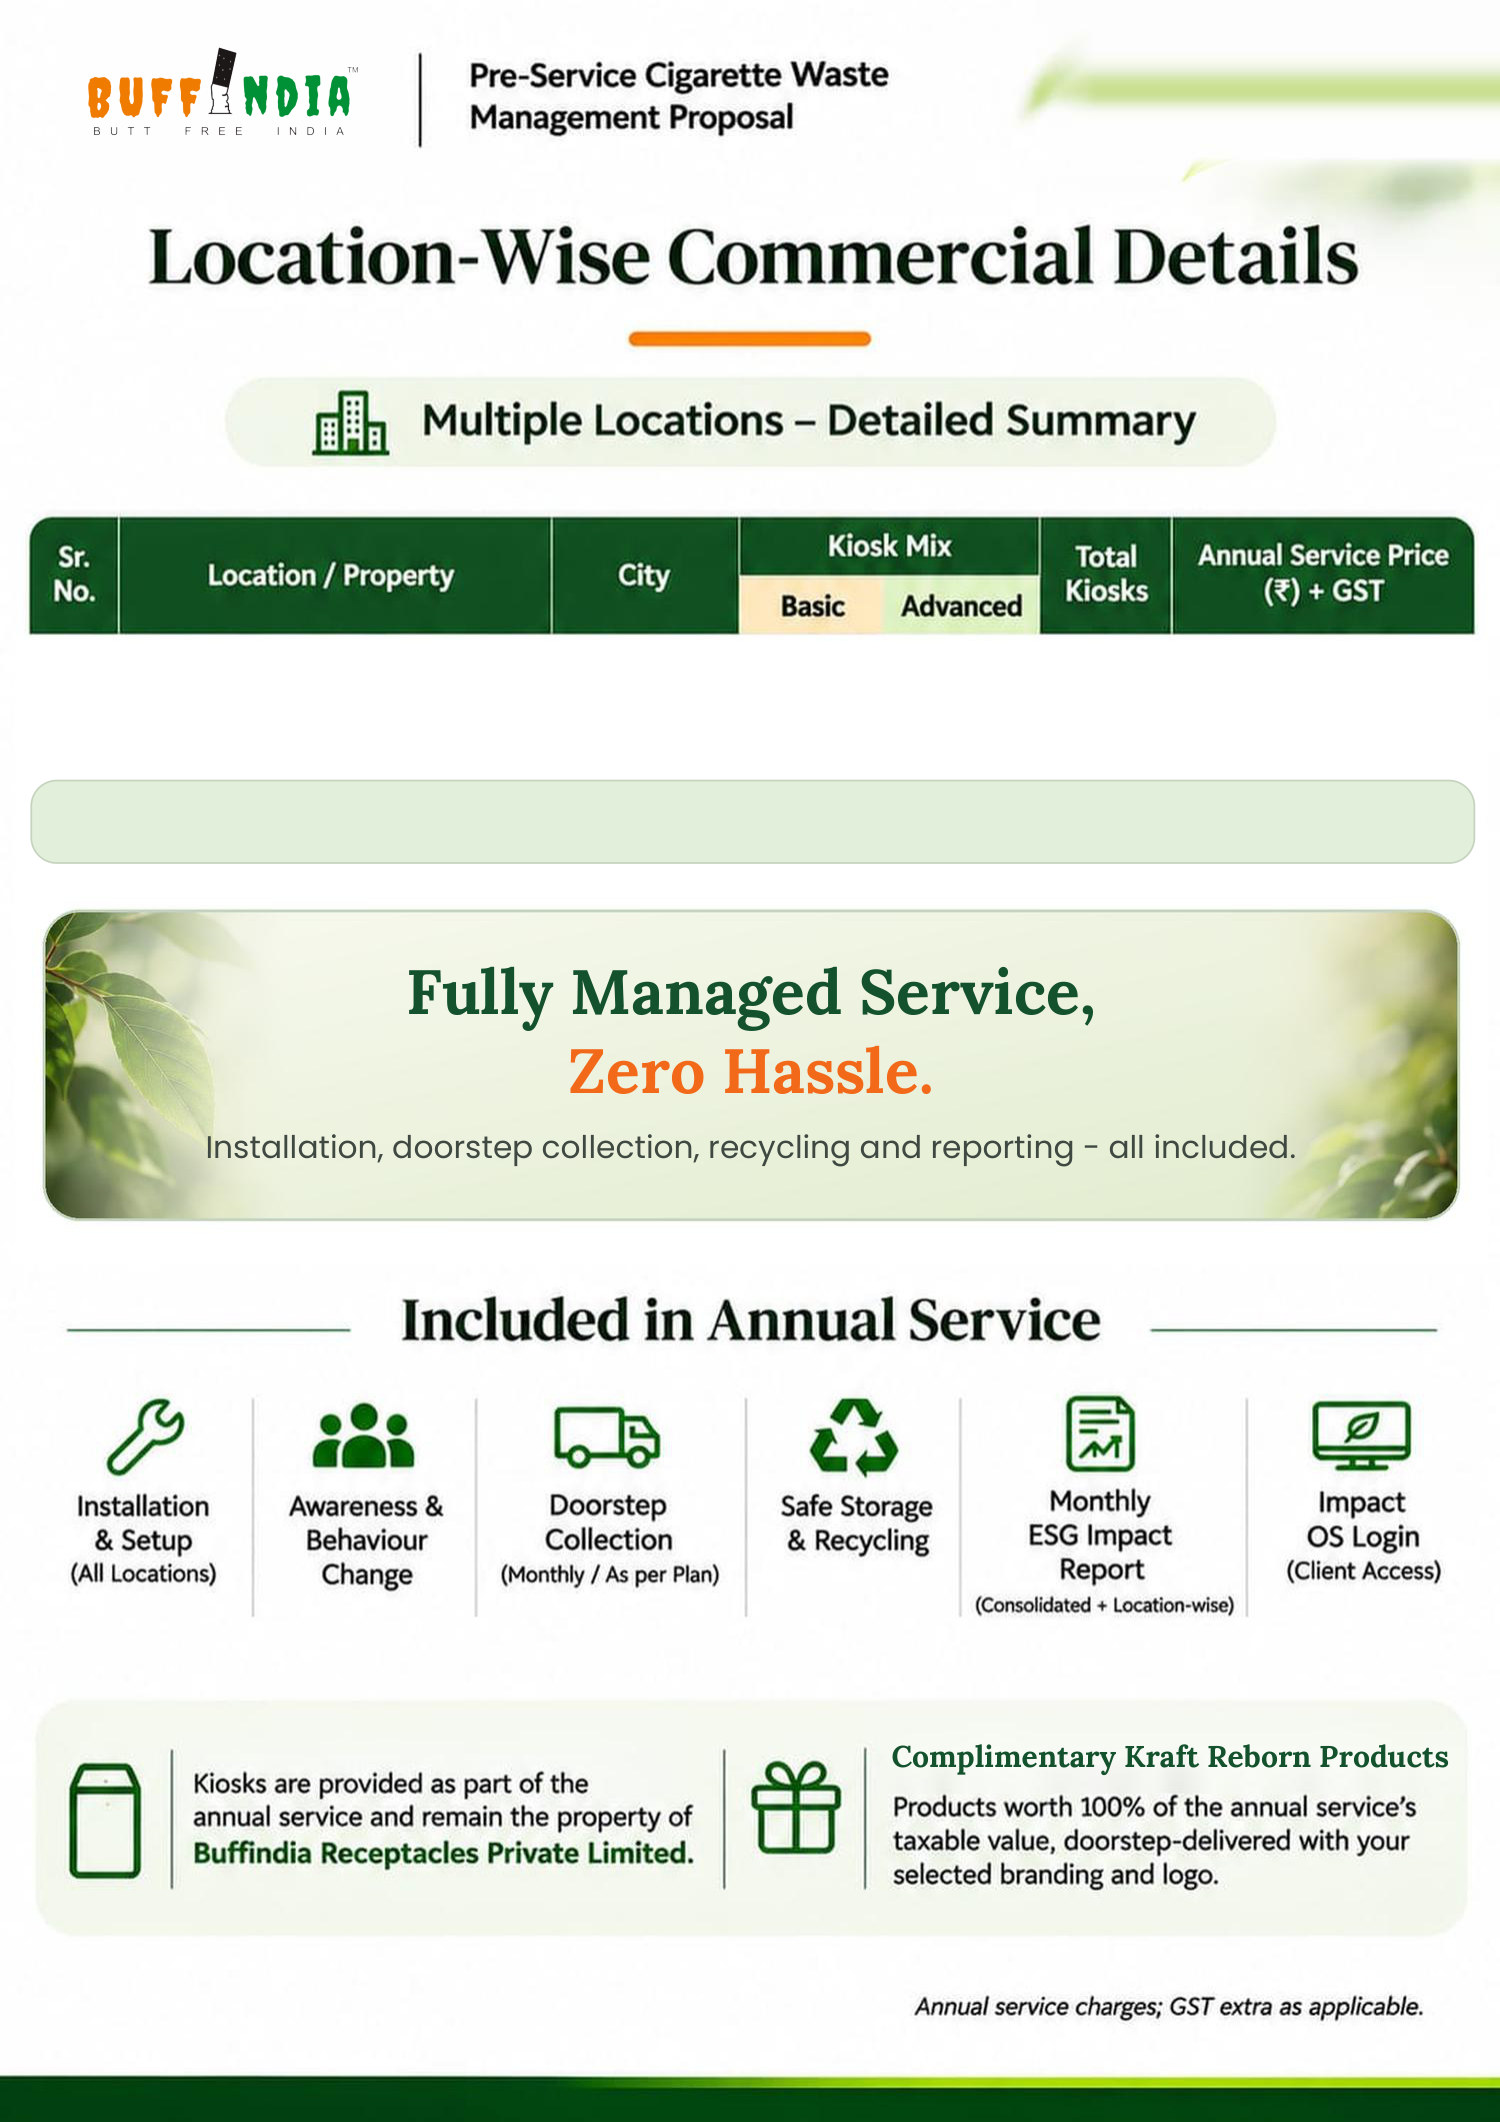 BUFFINDIA™
BUTT FREE INDIA
Pre-Service Cigarette Waste
Management Proposal
Location-Wise Commercial Details
Multiple Locations – Detailed Summary
Sr.
No.
Location / Property
City
Kiosk Mix
Basic
Advanced
Total
Kiosks
Annual Service Price
(₹) + GST
Fully Managed Service,
Zero Hassle.
Installation, doorstep collection, recycling and reporting - all included.
Included in Annual Service
Installation
& Setup
(All Locations)
Awareness &
Behaviour
Change
Doorstep
Collection
(Monthly / As per Plan)
Safe Storage
& Recycling
Monthly
ESG Impact
Report
(Consolidated + Location-wise)
Impact
OS Login
(Client Access)
Kiosks are provided as part of the
annual service and remain the property of
Buffindia Receptacles Private Limited.
Complimentary Kraft Reborn Products
Products worth 100% of the annual service's
taxable value, doorstep-delivered with your
selected branding and logo.
Annual service charges; GST extra as applicable.